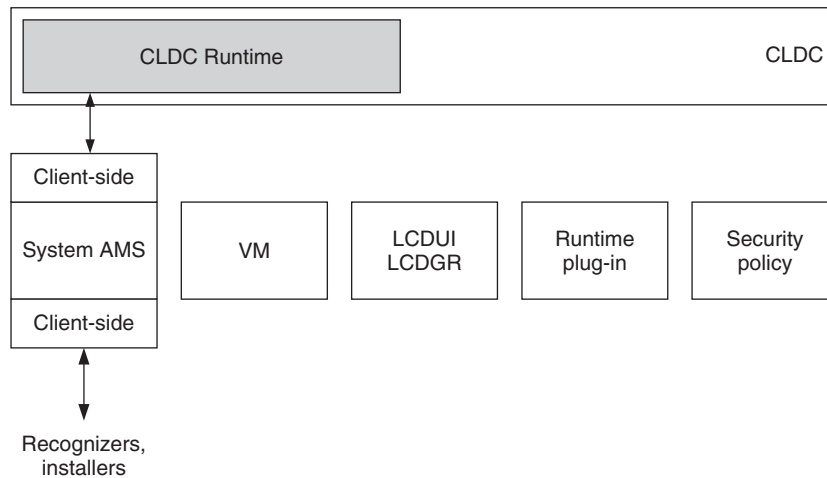 CLDC Runtime
CLDC
Client-side
System AMS
Client-side
VM
LCDUI
LCDGR
Runtime
plug-in
Security
policy
Recognizers,
installers